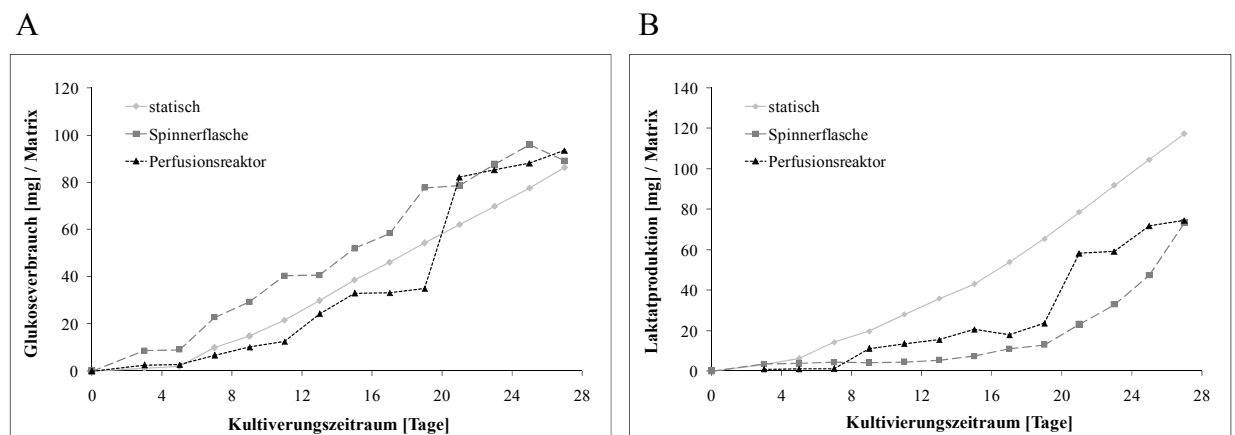 A
Glukoseverbrauch [mg] / Matrix
120
100
80
60
40
20
0
statisch
Spinnerflasche
Perfusionsreaktor
0 4 8 12 16 20 24 28
Kultiverungszeitraum [Tage]
B
Laktatproduktion [mg] / Matrix
140
120
100
80
60
40
20
0
statisch
Spinnerflasche
Perfusionsreaktor
0 4 8 12 16 20 24 28
Kultivierungszeitraum [Tage]